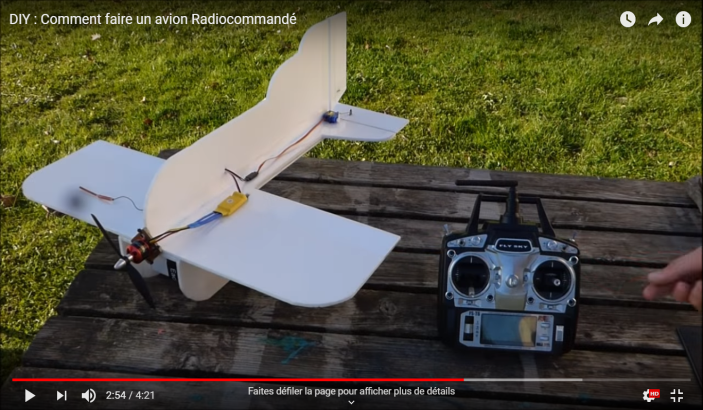 DIY : Comment faire un avion Radiocommandé
FLY SKY
2:54 / 4:21
Faites défiler la page pour afficher plus de détails
HD